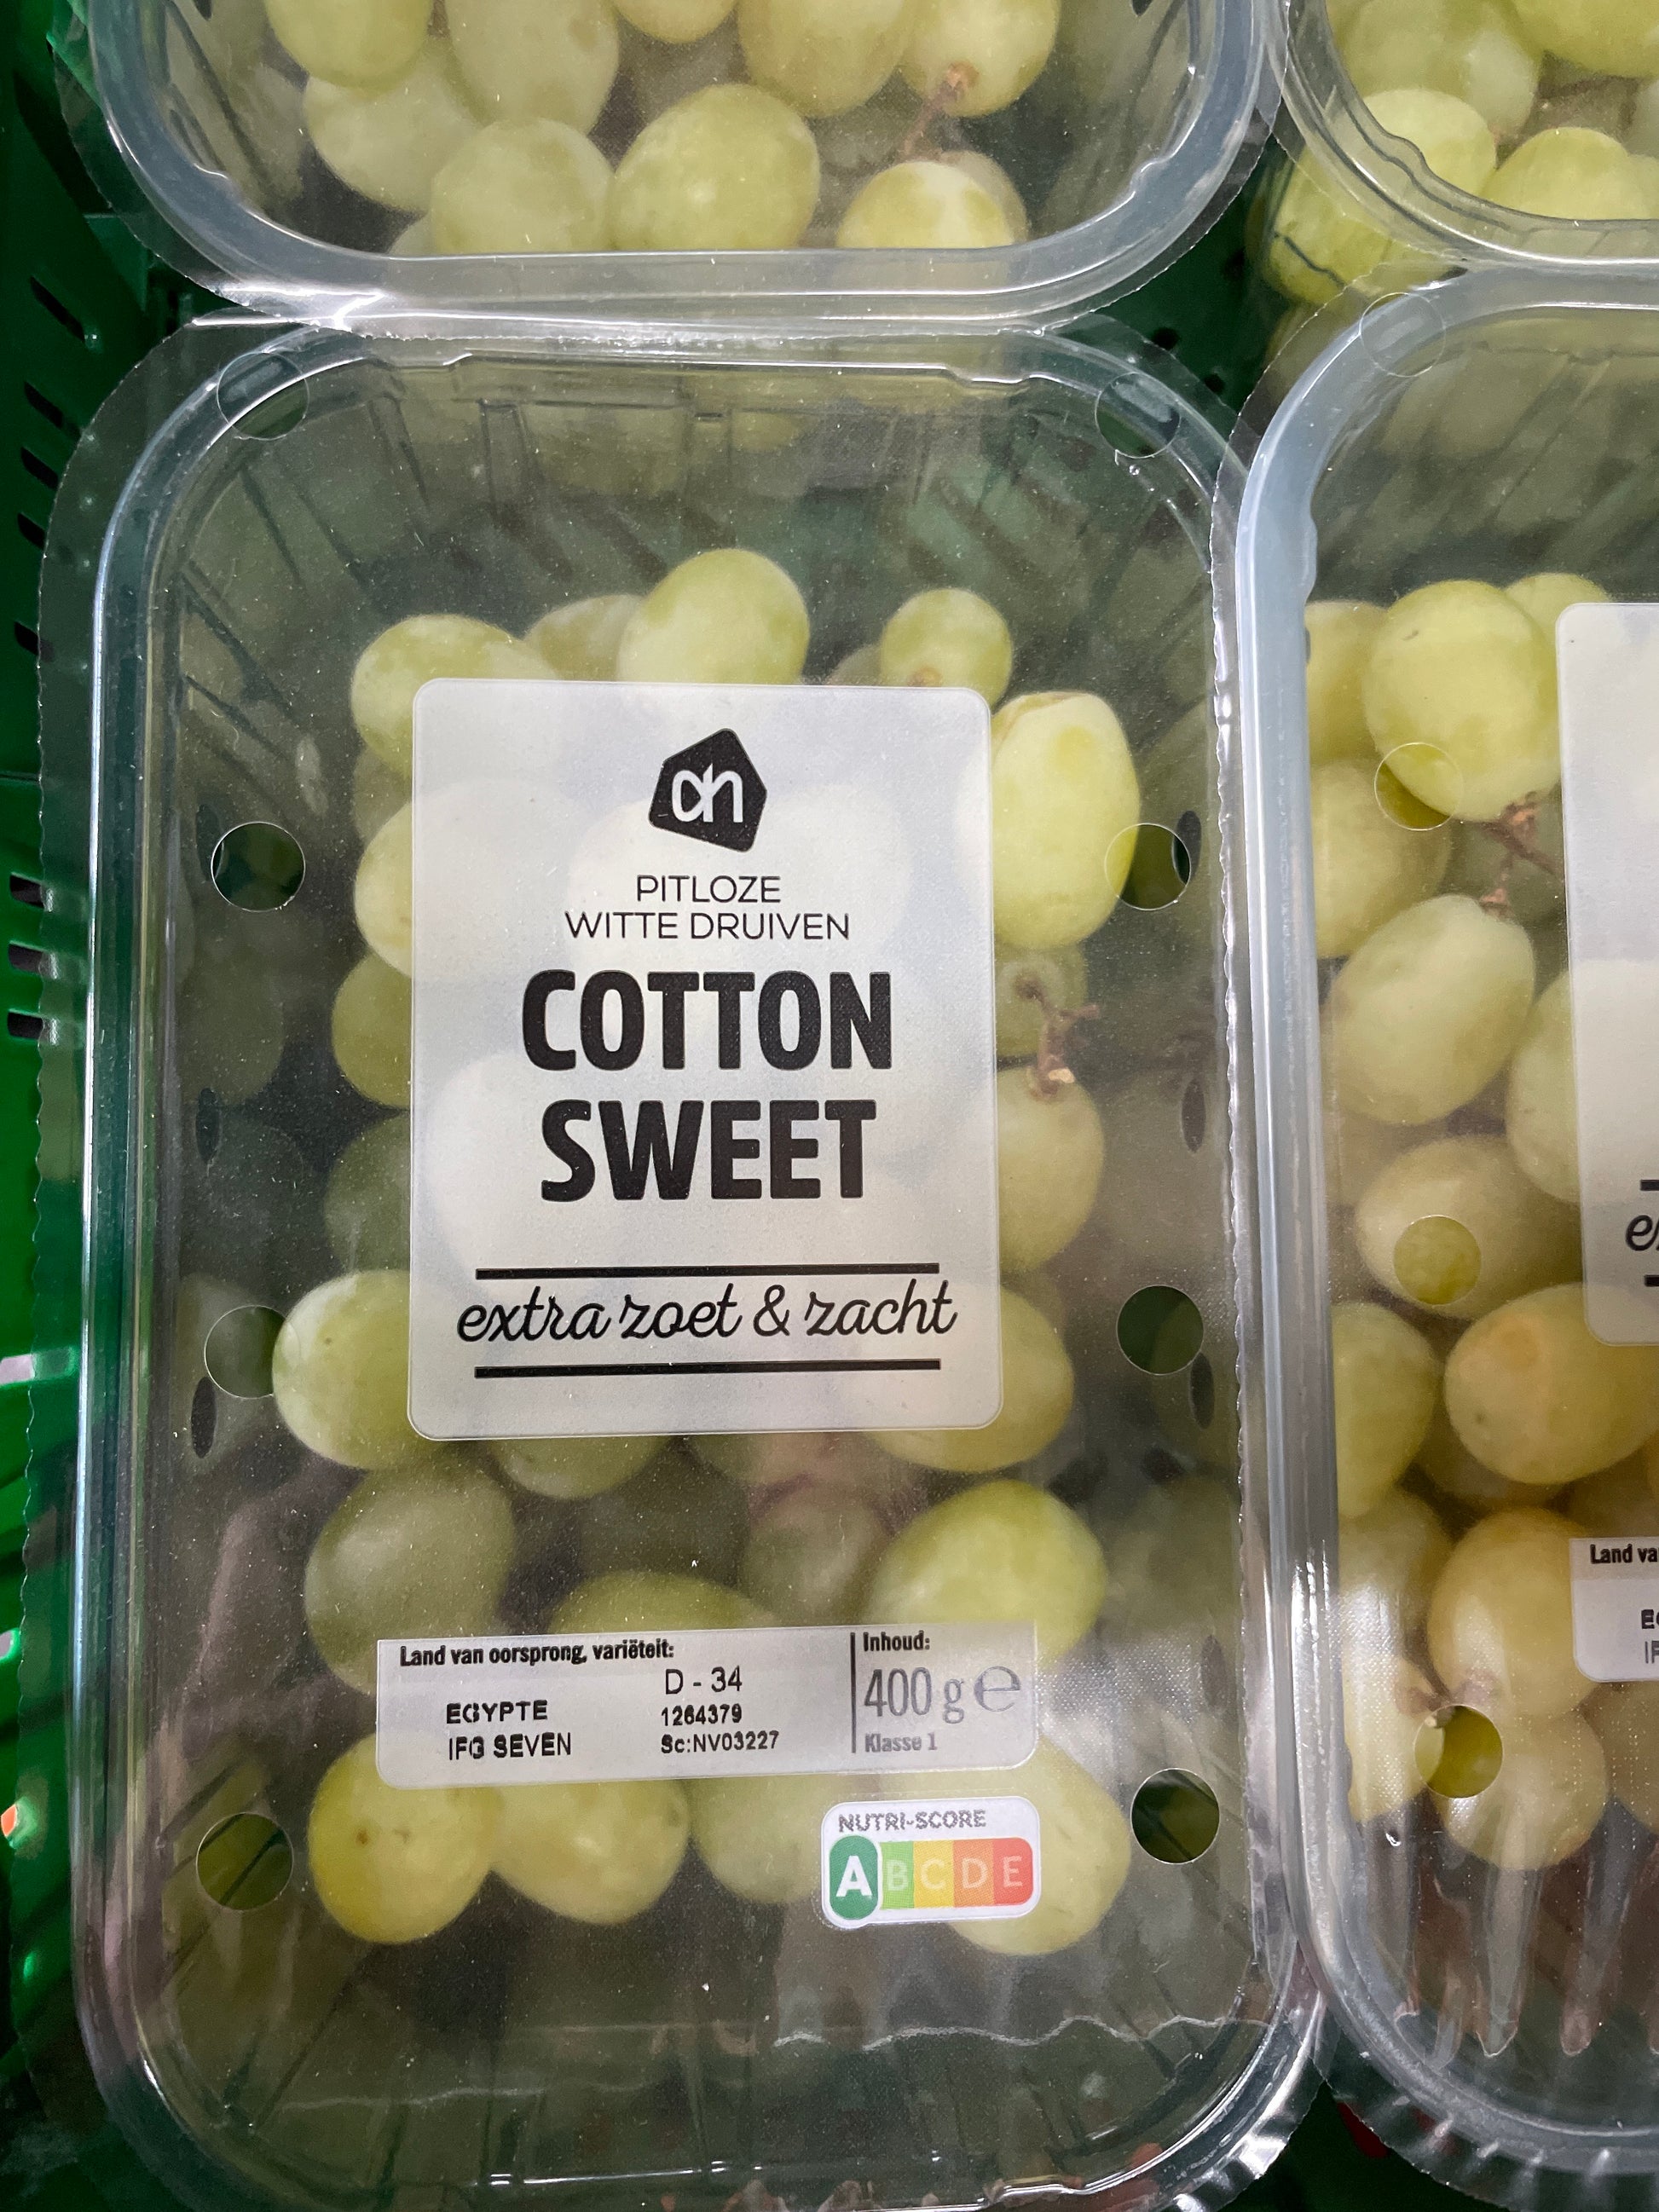 ah
PITLOZE
WITTE DRUIVEN
COTTON
SWEET
extra zoet & zacht
Land van oorsprong, variëteit:
D - 34
EGYPTE
1264379
IFG SEVEN
Sc:NV03227
Inhoud:
400 g e
Klasse 1
NUTRI-SCORE
A B C D E
Land va